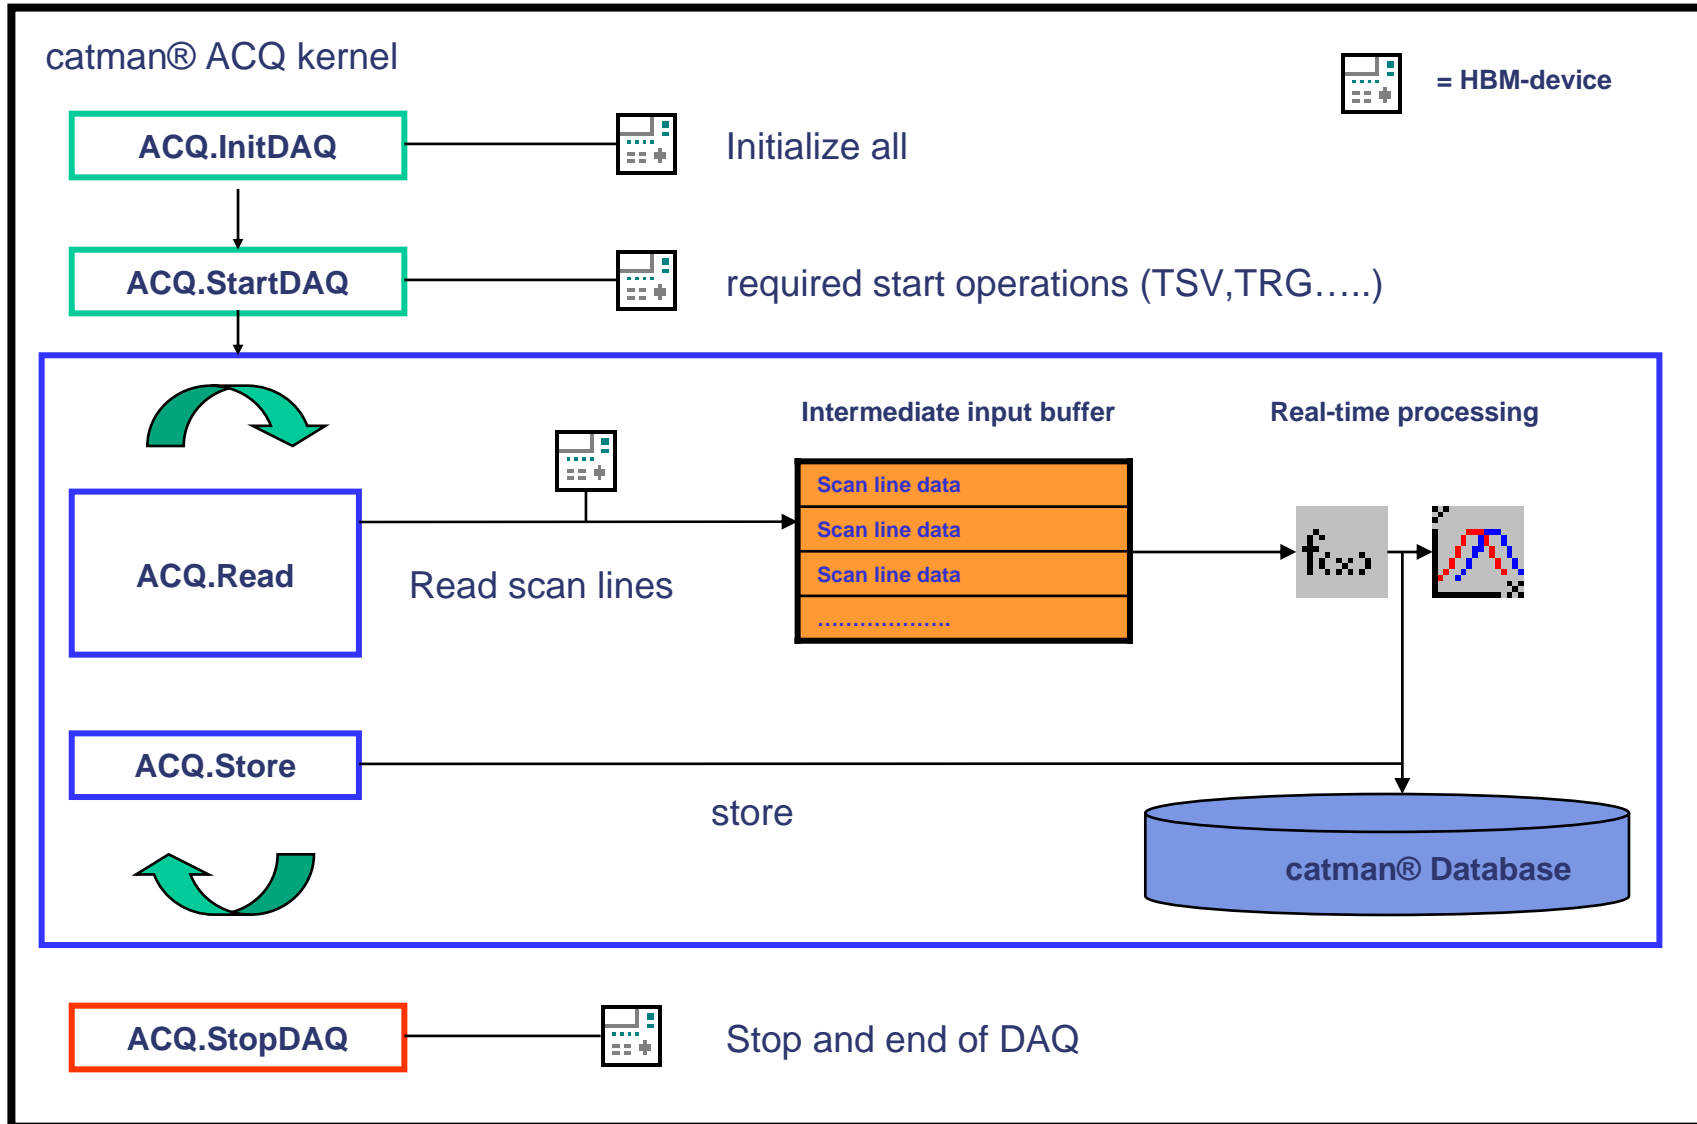 catman® ACQ kernel
= HBM-device
ACQ.InitDAQ
Initialize all
ACQ.StartDAQ
required start operations (TSV,TRG…..)
Intermediate input buffer
Real-time processing
Scan line data
Scan line data
Scan line data
……………….
f(x)
ACQ.Read
Read scan lines
ACQ.Store
store
catman® Database
ACQ.StopDAQ
Stop and end of DAQ